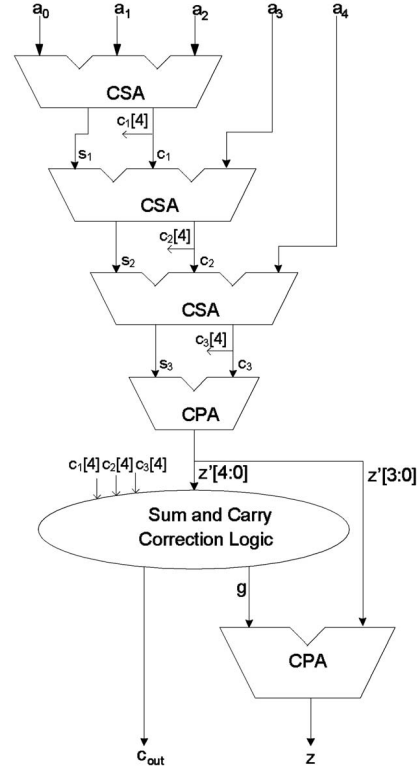 a0 a1 a2 a3 a4
CSA
c1[4]
s1 c1
CSA
c2[4]
s2 c2
CSA
c3[4]
s3 c3
CPA
c1[4] c2[4] c3[4] z'[4:0] z'[3:0]
Sum and Carry
Correction Logic
g
CPA
cout z